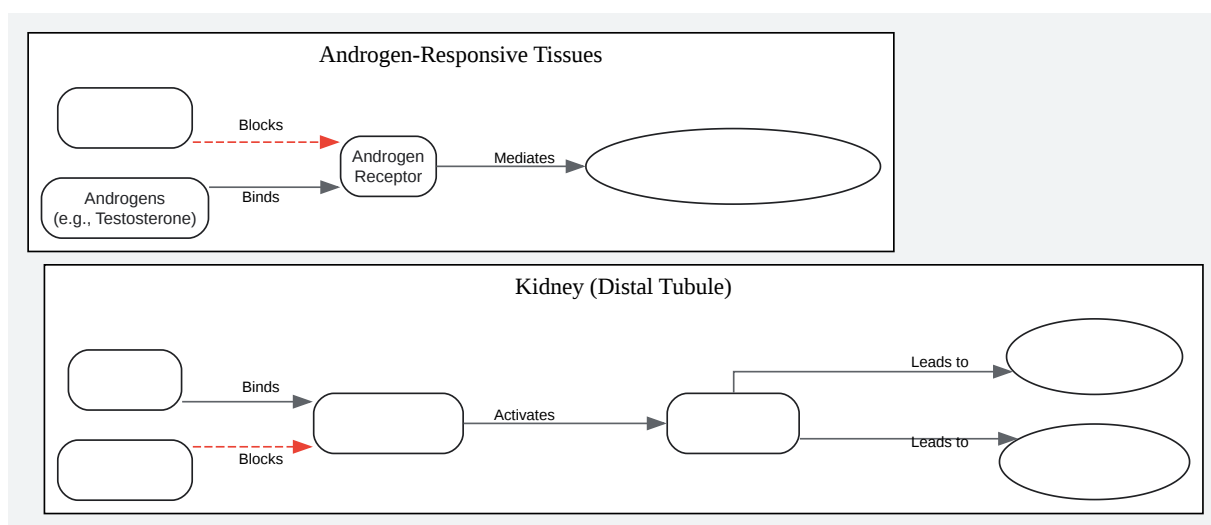 Androgen-Responsive Tissues
Blocks
Androgen
Receptor
Mediates
Androgens
(e.g., Testosterone)
Binds
Kidney (Distal Tubule)
Leads to
Binds
Activates
Blocks
Leads to